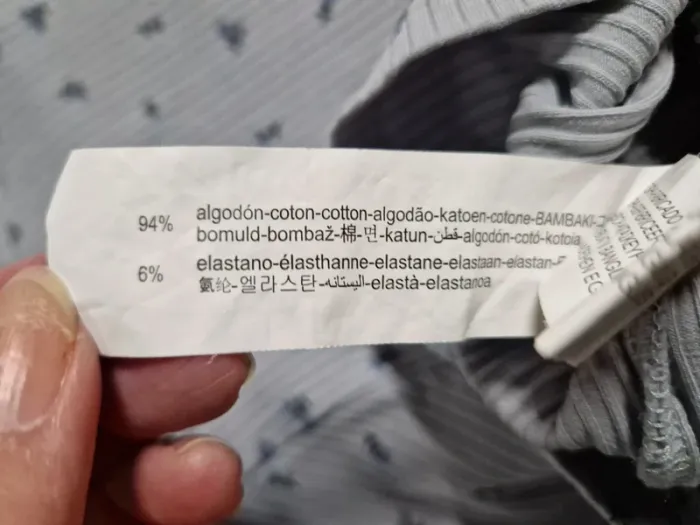 94%
algodón-coton-cotton-algodão-katoen-cotone-BAMBAKI-
bomuld-bombaž-棉-면-katun-قطن-algodón-cotó-kotoia
6%
elastano-élasthanne-elastane-elastaan-elastan-
氨纶-엘라스탄-اليستانه-elastà-elastanoa